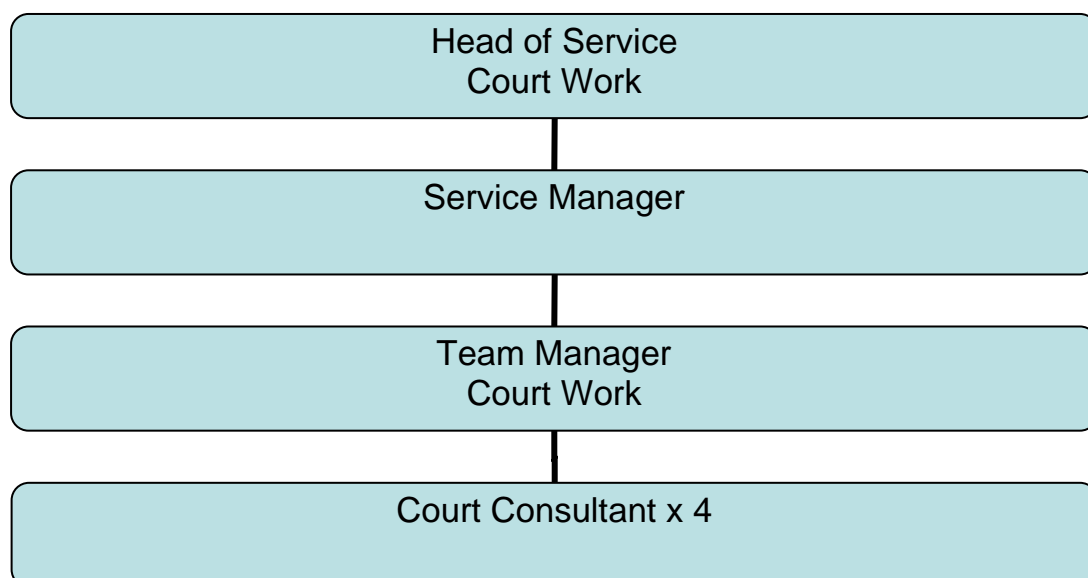 Head of Service
Court Work
Service Manager
Team Manager
Court Work
Court Consultant x 4